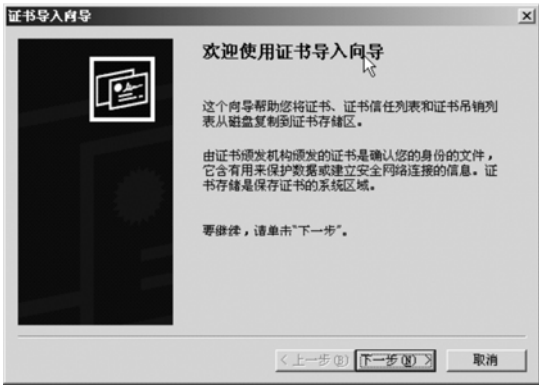 证书导入向导
欢迎使用证书导入向导
这个向导帮助您将证书、证书信任列表和证书吊销列
表从磁盘复制到证书存储区。
由证书颁发机构颁发的证书是确认您的身份的文件，
它含有用来保护数据或建立安全网络连接的信息。证
书存储是保存证书的系统区域。
要继续，请单击“下一步”。
< 上一步(B) 下一步(N) > 取消